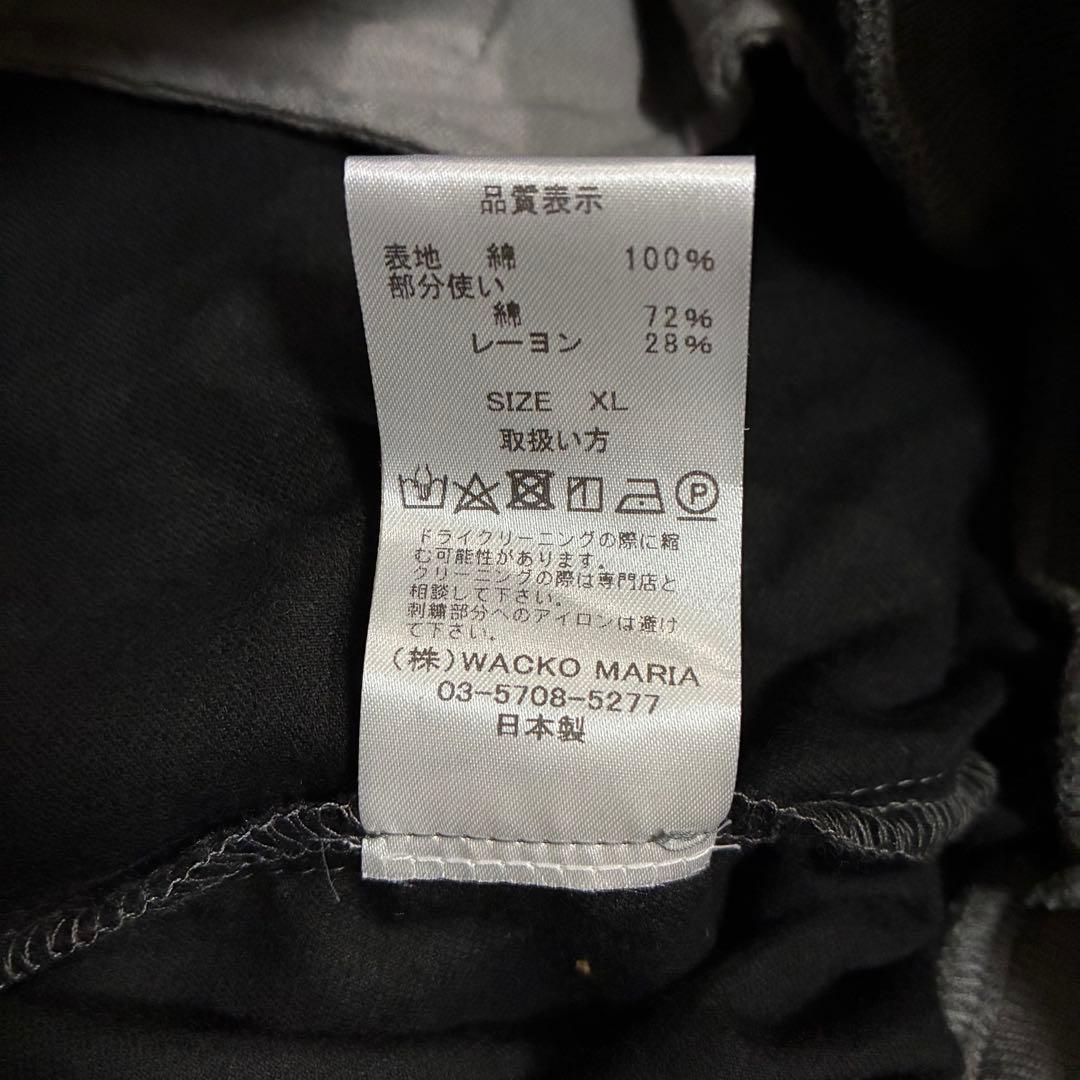 品質表示
表地 綿 100%
部分使い
綿 72%
レーヨン 28%
SIZE XL
取扱い方
P
ドライクリーニングの際に縮
む可能性があります。
クリーニングの際は専門店と
相談して下さい。
刺繍部分へのアイロンは避け
て下さい。
(株)WACKO MARIA
03-5708-5277
日本製